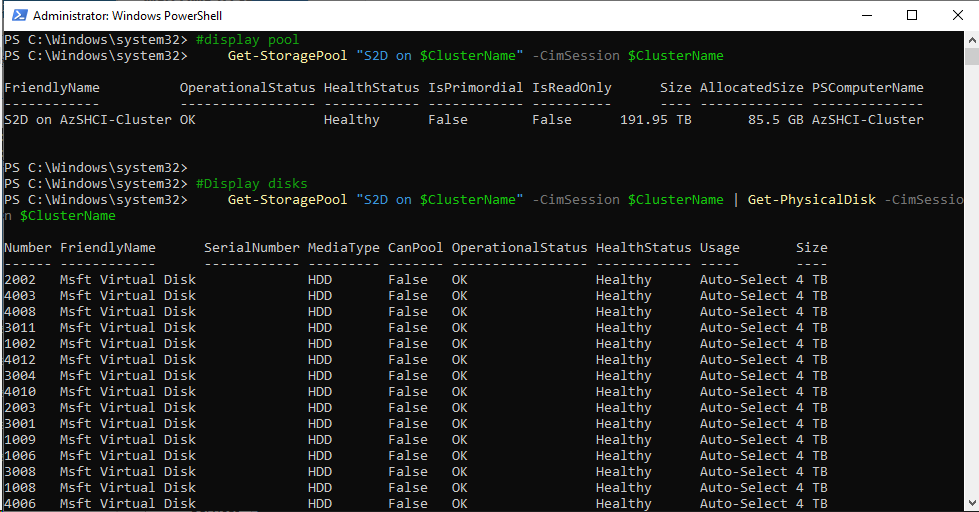 Administrator: Windows PowerShell
PS C:\Windows\system32> #display pool
PS C:\Windows\system32>     Get-StoragePool "S2D on $ClusterName" -CimSession $ClusterName
FriendlyName          OperationalStatus HealthStatus IsPrimordial IsReadOnly      Size AllocatedSize PSComputerName
------------          ----------------- ------------ ------------ ----------      ---- ------------- --------------
S2D on AzSHCI-Cluster OK                Healthy      False        False      191.95 TB       85.5 GB AzSHCI-Cluster
PS C:\Windows\system32>
PS C:\Windows\system32> #Display disks
PS C:\Windows\system32>     Get-StoragePool "S2D on $ClusterName" -CimSession $ClusterName | Get-PhysicalDisk -CimSessio
n $ClusterName
Number FriendlyName      SerialNumber MediaType CanPool OperationalStatus HealthStatus Usage       Size
------ ------------      ------------ --------- ------- ----------------- ------------ -----       ----
2002   Msft Virtual Disk              HDD       False   OK                Healthy      Auto-Select 4 TB
4003   Msft Virtual Disk              HDD       False   OK                Healthy      Auto-Select 4 TB
4008   Msft Virtual Disk              HDD       False   OK                Healthy      Auto-Select 4 TB
3011   Msft Virtual Disk              HDD       False   OK                Healthy      Auto-Select 4 TB
1002   Msft Virtual Disk              HDD       False   OK                Healthy      Auto-Select 4 TB
4012   Msft Virtual Disk              HDD       False   OK                Healthy      Auto-Select 4 TB
3004   Msft Virtual Disk              HDD       False   OK                Healthy      Auto-Select 4 TB
4010   Msft Virtual Disk              HDD       False   OK                Healthy      Auto-Select 4 TB
2003   Msft Virtual Disk              HDD       False   OK                Healthy      Auto-Select 4 TB
3001   Msft Virtual Disk              HDD       False   OK                Healthy      Auto-Select 4 TB
1009   Msft Virtual Disk              HDD       False   OK                Healthy      Auto-Select 4 TB
1006   Msft Virtual Disk              HDD       False   OK                Healthy      Auto-Select 4 TB
3008   Msft Virtual Disk              HDD       False   OK                Healthy      Auto-Select 4 TB
1008   Msft Virtual Disk              HDD       False   OK                Healthy      Auto-Select 4 TB
4006   Msft Virtual Disk              HDD       False   OK                Healthy      Auto-Select 4 TB